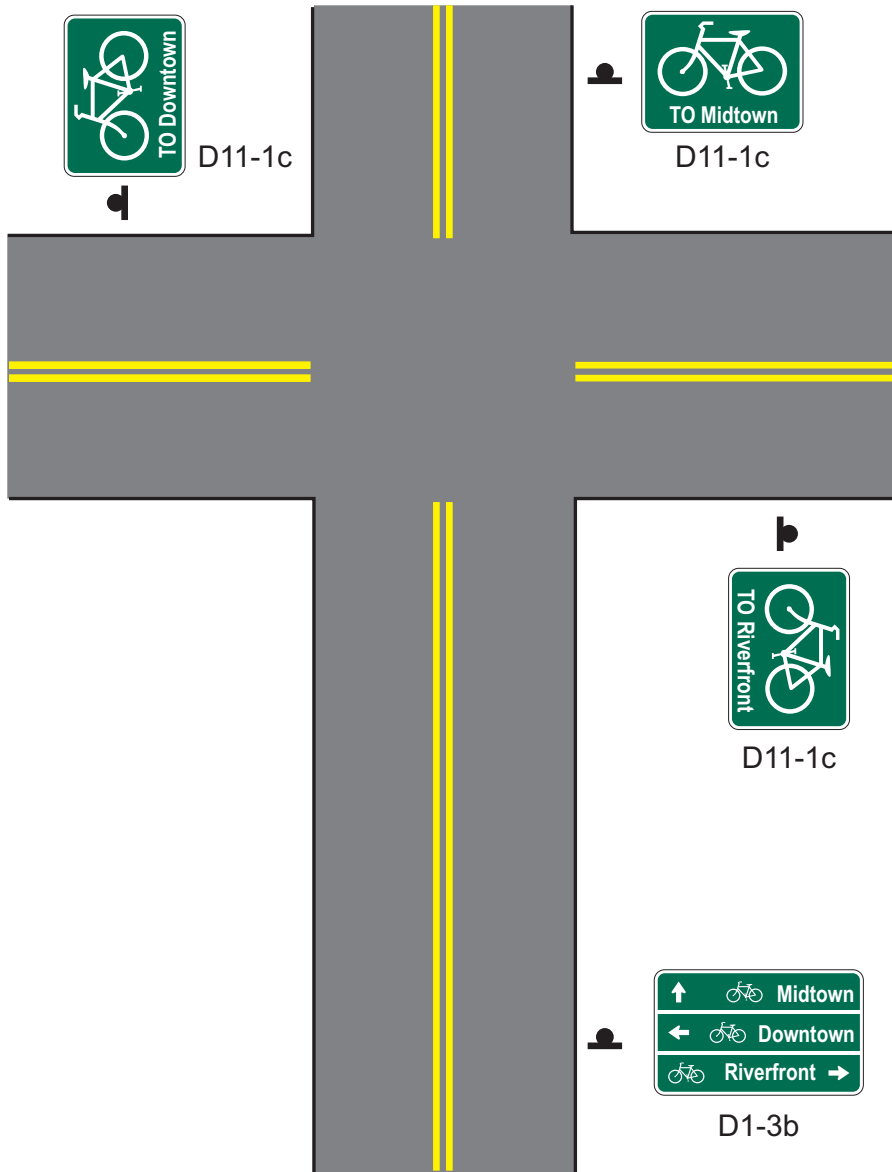 TO Downtown
D11-1c
TO Midtown
D11-1c
TO Riverfront
D11-1c
Midtown
Downtown
Riverfront
D1-3b